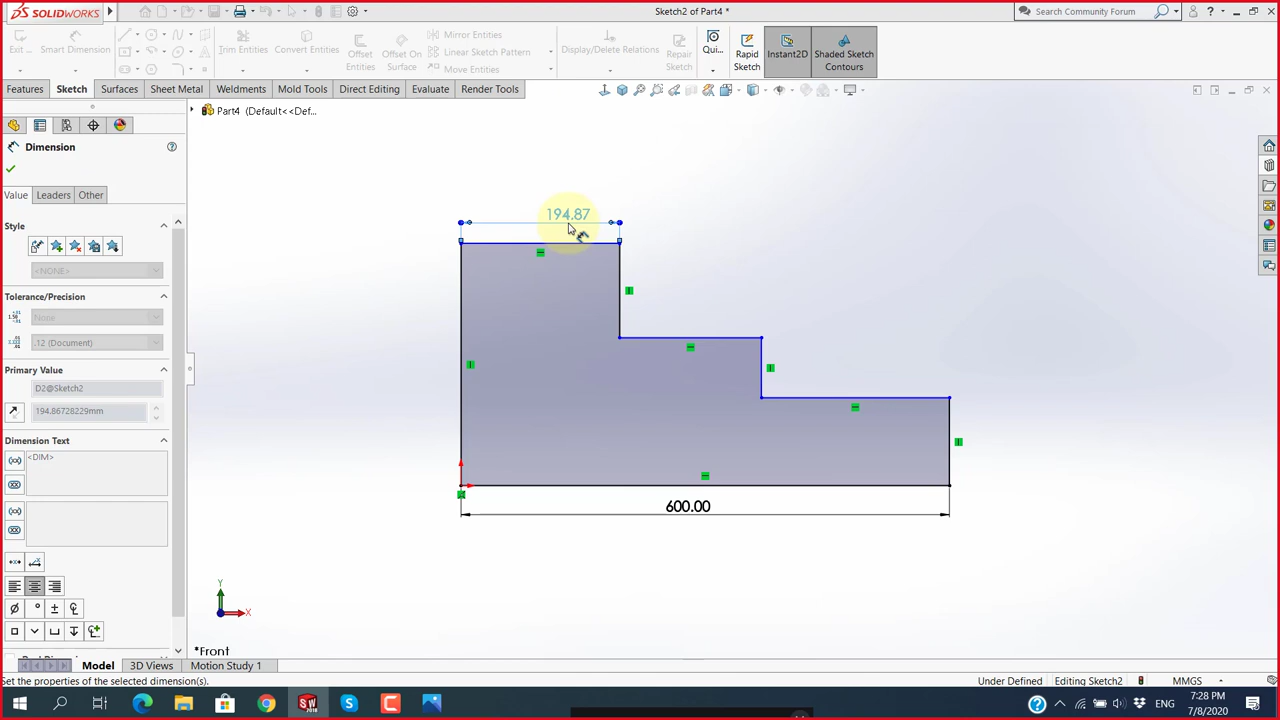 SOLIDWORKS
Sketch2 of Part4 *
Search Community Forum
Exit ...
Smart Dimension
Trim Entities
Convert Entities
Offset Entities
Offset On Surface
Mirror Entities
Linear Sketch Pattern
Move Entities
Display/Delete Relations
Repair Sketch
Qui...
Rapid Sketch
Instant2D
Shaded Sketch Contours
Features
Sketch
Surfaces
Sheet Metal
Weldments
Mold Tools
Direct Editing
Evaluate
Render Tools
Part4 (Default<<Def...
Dimension
Value
Leaders
Other
Style
<NONE>
Tolerance/Precision
None
.12 (Document)
Primary Value
D2@Sketch2
194.86728229mm
Dimension Text
<DIM>
194.87
600.00
Y
X
*Front
Model
3D Views
Motion Study 1
Set the properties of the selected dimension(s).
Under Defined
Editing Sketch2
MMGS
ENG
7:28 PM
7/8/2020